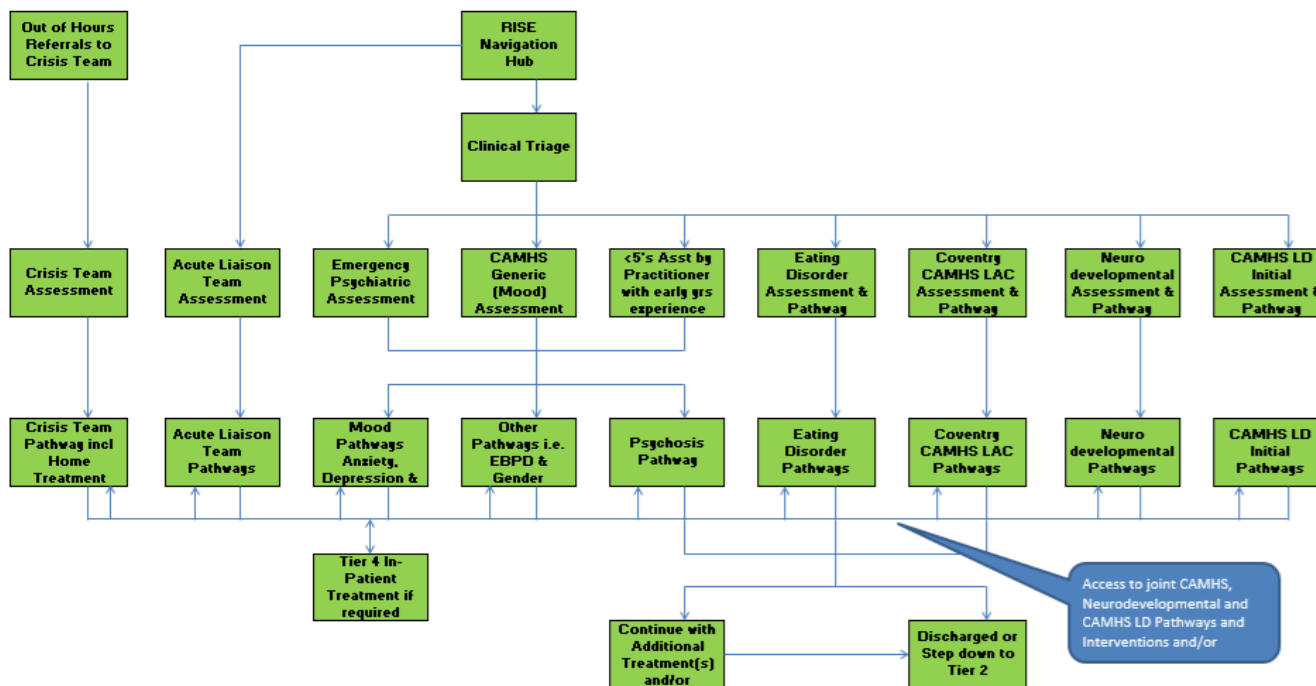 Out of Hours
Referrals to
Crisis Team
RISE
Navigation
Hub
Clinical Triage
Crisis Team
Assessment
Acute Liaison
Team
Assessment
Emergency
Psychiatric
Assessment
CAMHS
Generic
(Mood)
Assessment
<5's Asst by
Practitioner
with early yrs
experience
Eating
Disorder
Assessment &
Pathway
Coventry
CAMHS LAC
Assessment &
Pathway
Neuro
developmental
Assessment &
Pathway
CAMHS LD
Initial
Assessment &
Pathway
Crisis Team
Pathway incl
Home
Treatment
Acute Liaison
Team
Pathways
Mood
Pathways
Anxiety,
Depression &
Other
Pathways i.e.
EBPD &
Gender
Psychosis
Pathway
Eating
Disorder
Pathways
Coventry
CAMHS LAC
Pathways
Neuro
developmental
Pathways
CAMHS LD
Initial
Pathways
Tier 4 In-
Patient
Treatment if
required
Continue with
Additional
Treatment(s)
and/or
Discharged or
Step down to
Tier 2
Access to joint CAMHS,
Neurodevelopmental and
CAMHS LD Pathways and
Interventions and/or